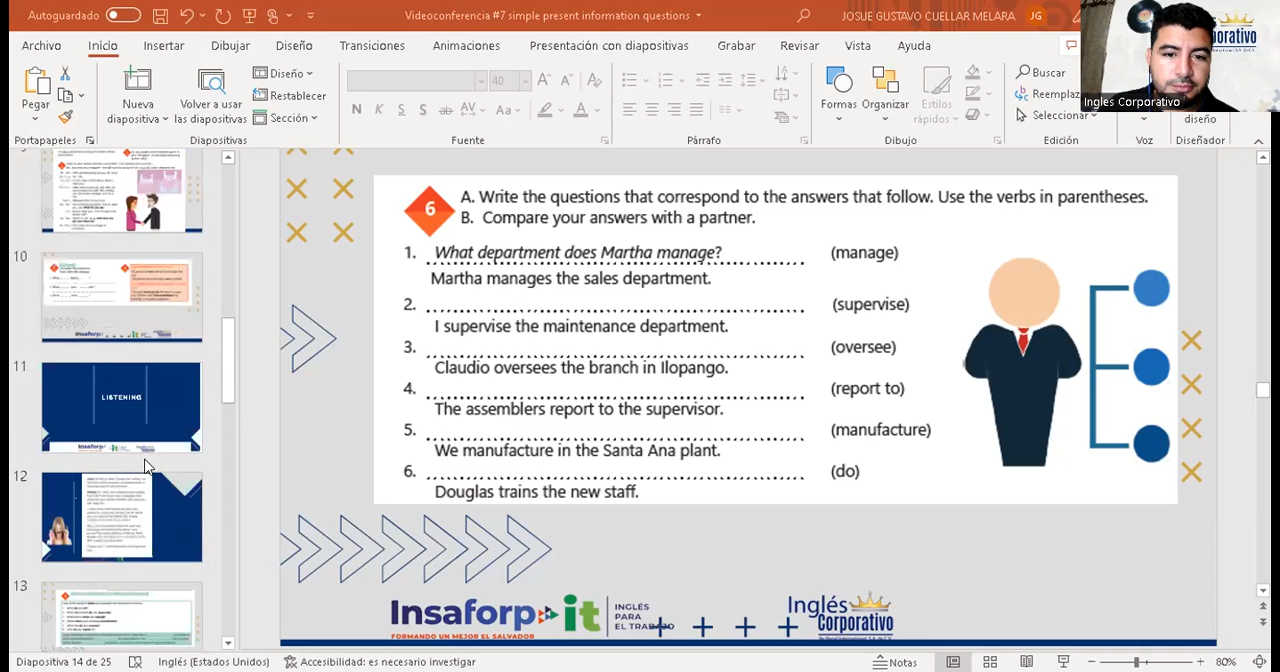 Autoguardado
Videoconferencia #7 simple present information questions
JOSUE GUSTAVO CUELLAR MELARA
JG
Archivo
Inicio
Insertar
Dibujar
Diseño
Transiciones
Animaciones
Presentación con diapositivas
Grabar
Revisar
Vista
Ayuda
Ingles Corporativo
Pegar
Nueva diapositiva
Volver a usar las diapositivas
Diseño
Restablecer
Sección
40
N K S S ab AV Aa A
Formas
Organizar
Estilos rápidos
Buscar
Reemplaz
Seleccionar
diseño
Portapapeles
Diapositivas
Fuente
Párrafo
Dibujo
Edición
Voz
Diseñador
10
11
LISTENING
12
13
6
A. Write the questions that correspond to the answers that follow. Use the verbs in parentheses.
B. Compare your answers with a partner.
1. What department does Martha manage? (manage)
Martha manages the sales department.
2. (supervise)
I supervise the maintenance department.
3. (oversee)
Claudio oversees the branch in Ilopango.
4. (report to)
The assemblers report to the supervisor.
5. (manufacture)
We manufacture in the Santa Ana plant.
6. (do)
Douglas trains the new staff.
Insaforp
FORMANDO UN MEJOR EL SALVADOR
it
INGLÉS
PARA
EL TRABAJO
Inglés
Corporativo
Diapositiva 14 de 25
Inglés (Estados Unidos)
Accesibilidad: es necesario investigar
Notas
80%